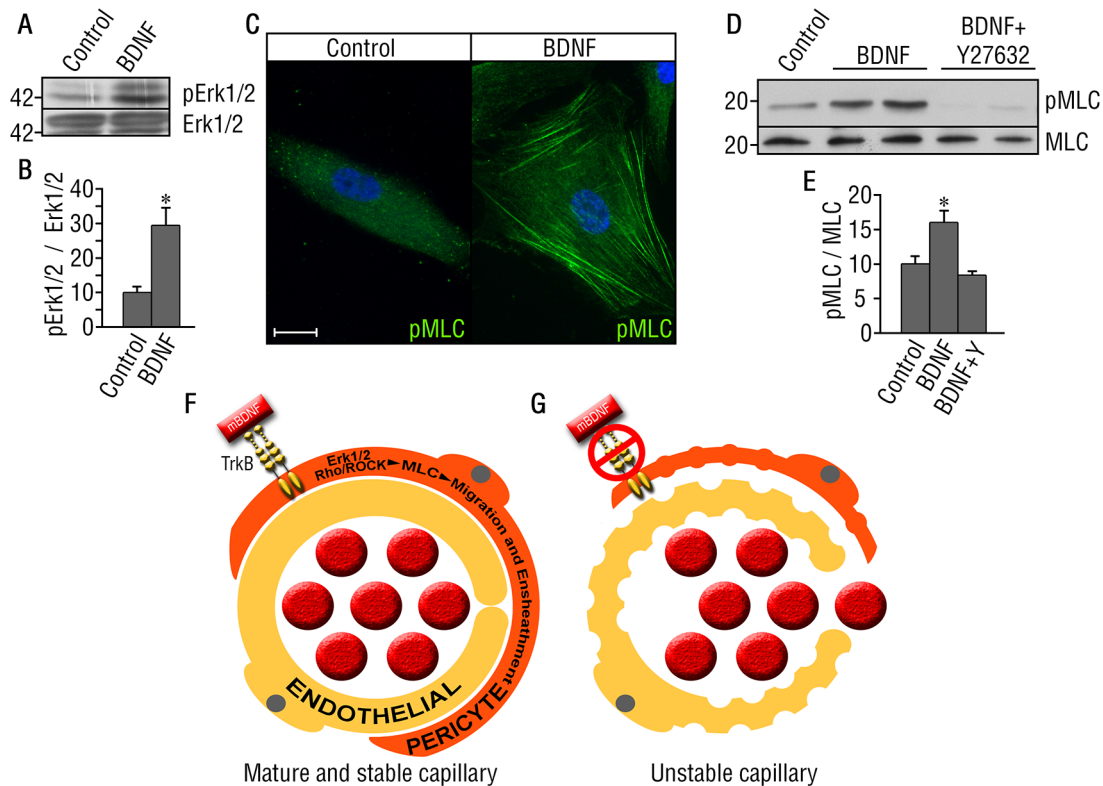 A
Control
BDNF
42
pErk1/2
42
Erk1/2
B
pErk1/2 / Erk1/2
40
30
20
10
0
*
Control
BDNF
C
Control
BDNF
pMLC
pMLC
D
Control
BDNF
BDNF+
Y27632
20
pMLC
20
MLC
E
pMLC / MLC
20
15
10
5
0
*
Control
BDNF
BDNF+Y
F
mBDNF
TrkB
Erk1/2
Rho/ROCK►MLC►Migration and Ensheathment
ENDOTHELIAL
PERICYTE
Mature and stable capillary
G
mBDNF
Unstable capillary